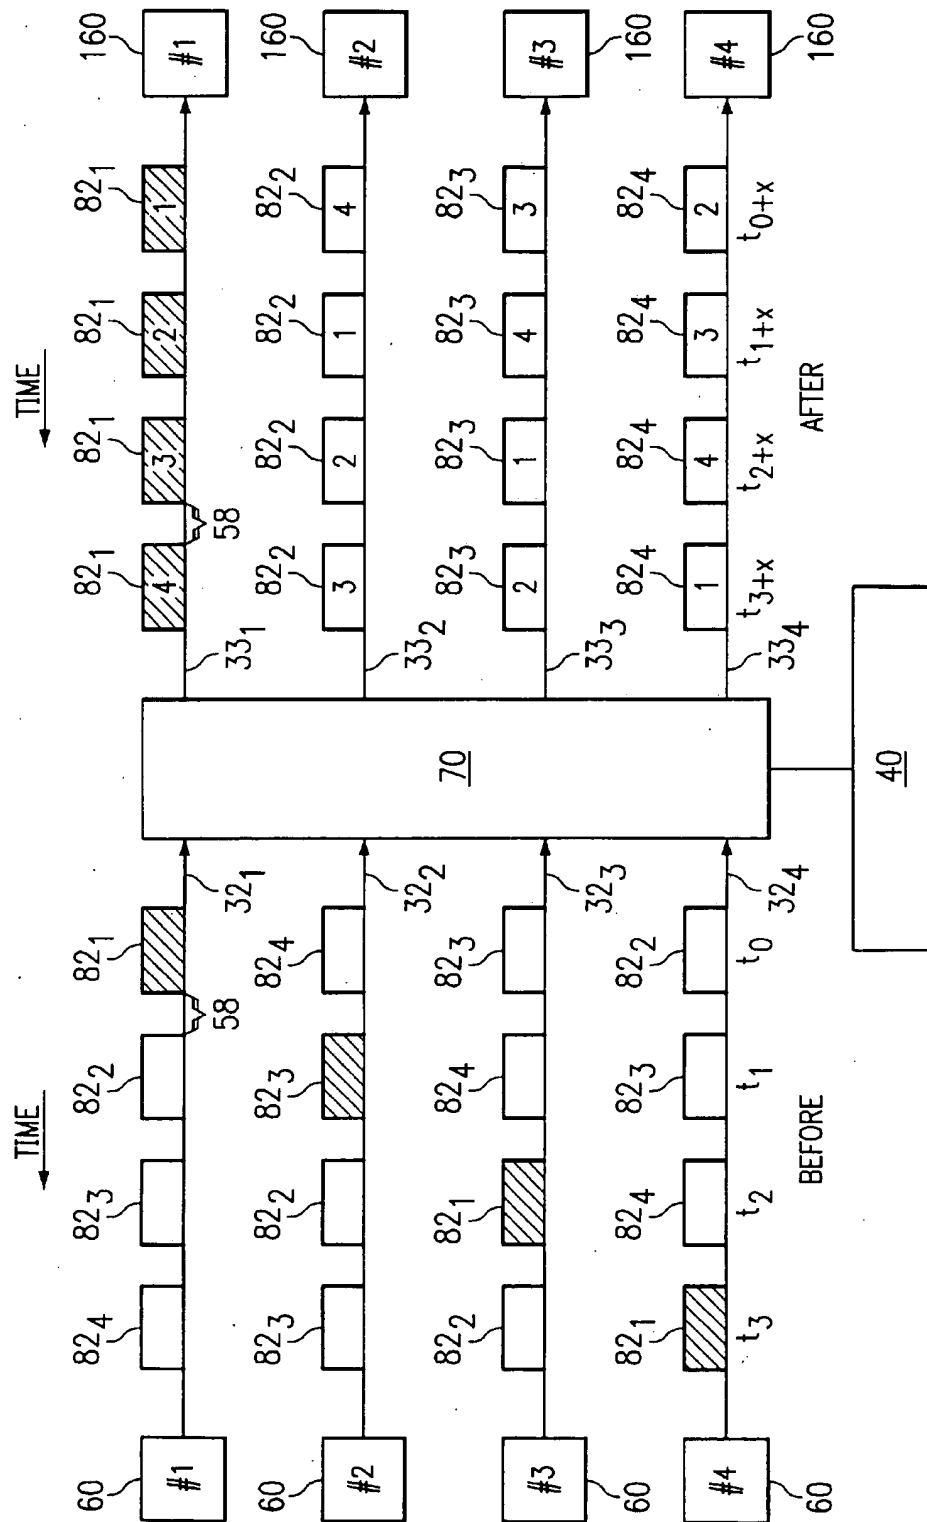 TIME TIME
60 82₄ 82₃ 82₂ 82₁ 82₁ 82₁ 82₁ 82₁ 160
#1 4 3 2 1 #1
58 32₁ 33₁ 58
60 82₃ 82₂ 82₃ 82₄ 82₂ 82₂ 82₂ 82₂ 160
#2 3 2 1 4 #2
32₂ 33₂
70
60 82₂ 82₁ 82₄ 82₃ 82₃ 82₃ 82₃ 82₃ 160
#3 2 1 4 3 #3
32₃ 33₃
60 82₁ 82₄ 82₃ 82₂ 82₄ 82₄ 82₄ 82₄ 160
#4 1 4 3 2 #4
32₄ 33₄
t₃ t₂ t₁ t₀ t₃₊ₓ t₂₊ₓ t₁₊ₓ t₀₊ₓ
BEFORE AFTER
40